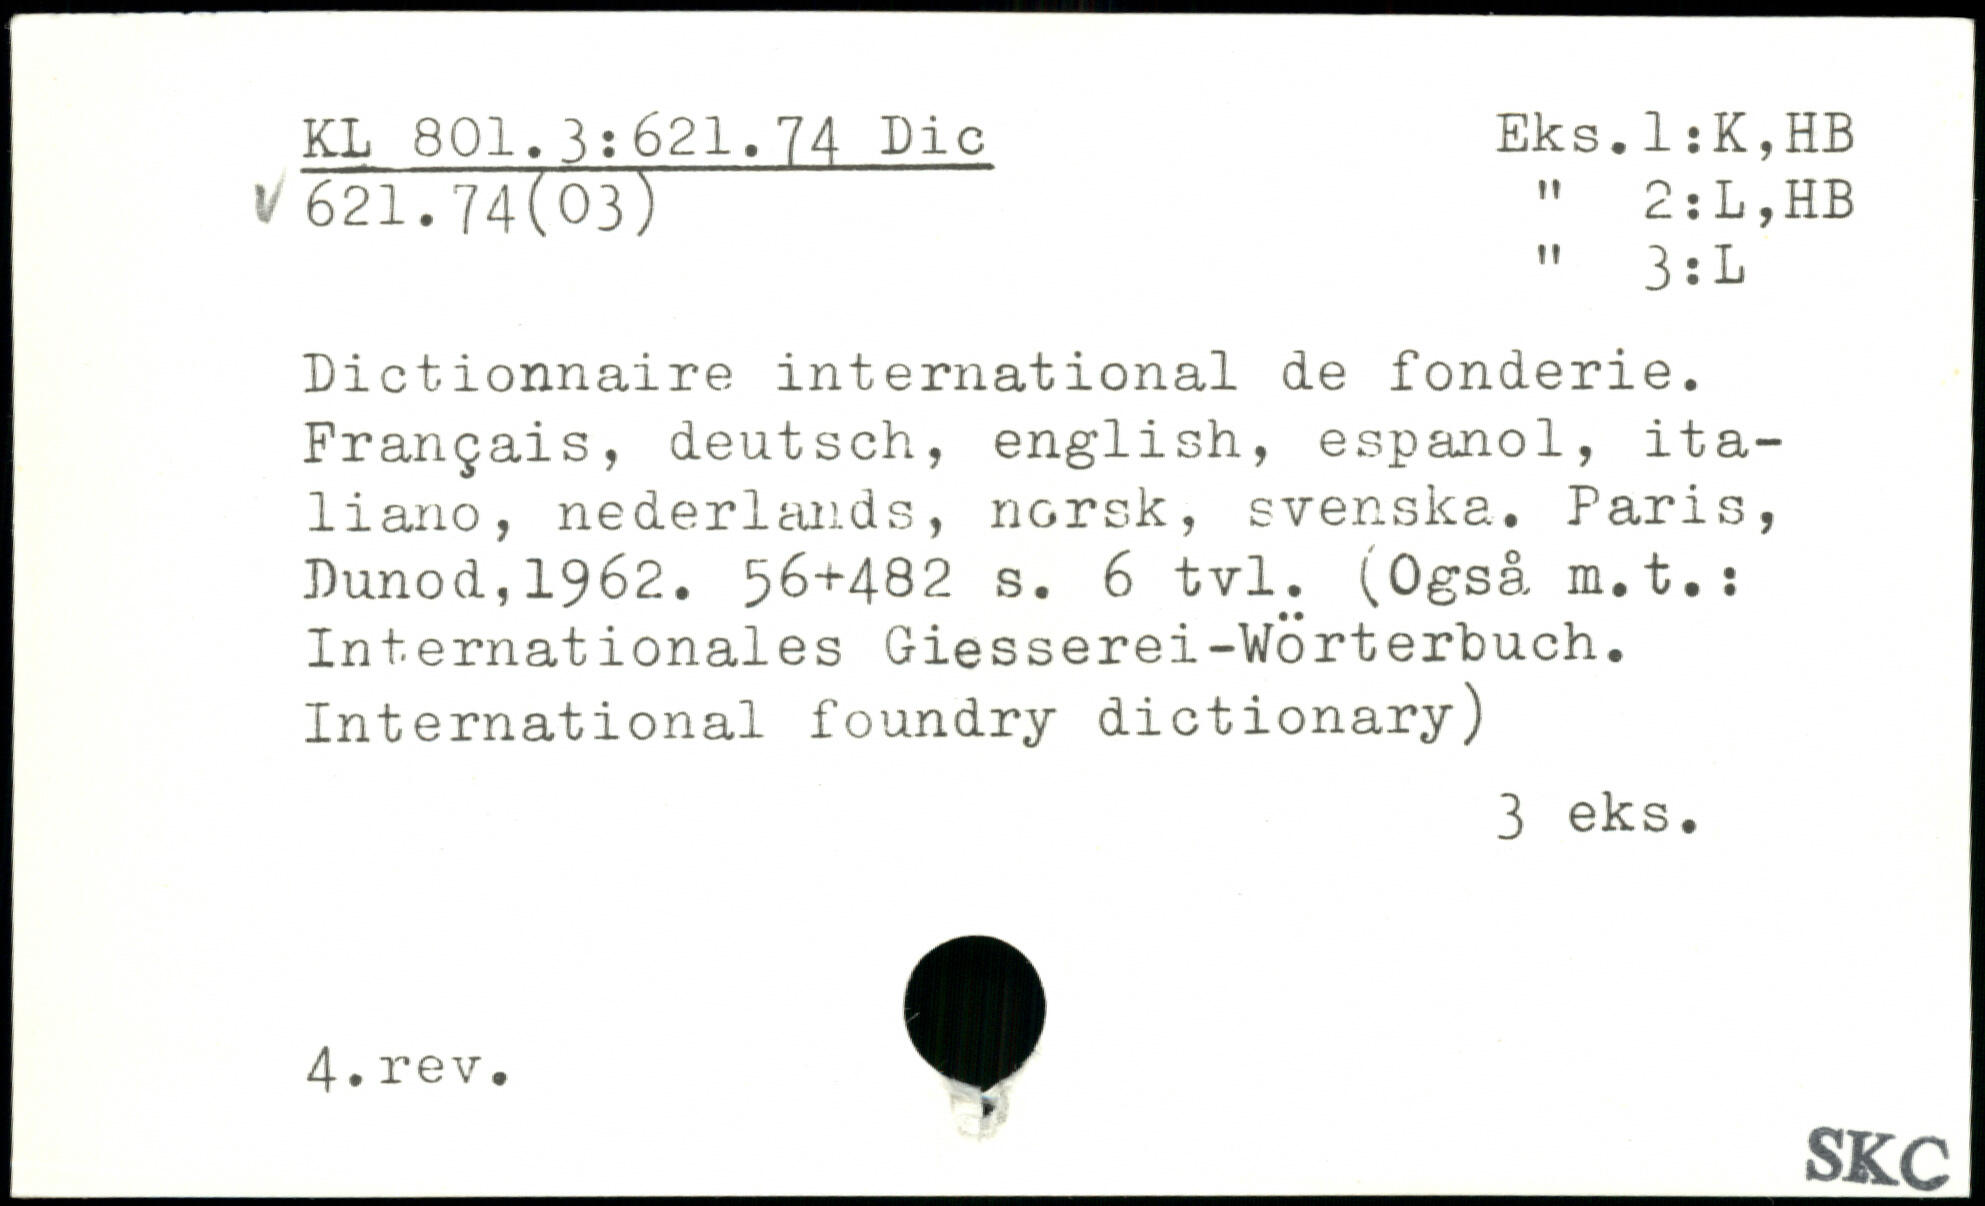 KL 801.3:621.74 Dic
Eks.1:K,HB
621.74(03)
" 2:L,HB
" 3:L
Dictionnaire international de fonderie.
Français, deutsch, english, espanol, ita-
liano, nederlands, norsk, svenska. Paris,
Dunod,1962. 56+482 s. 6 tvl. (Også m.t.:
Internationales Giesserei-Wörterbuch.
International foundry dictionary)
3 eks.
4.rev.
SKC